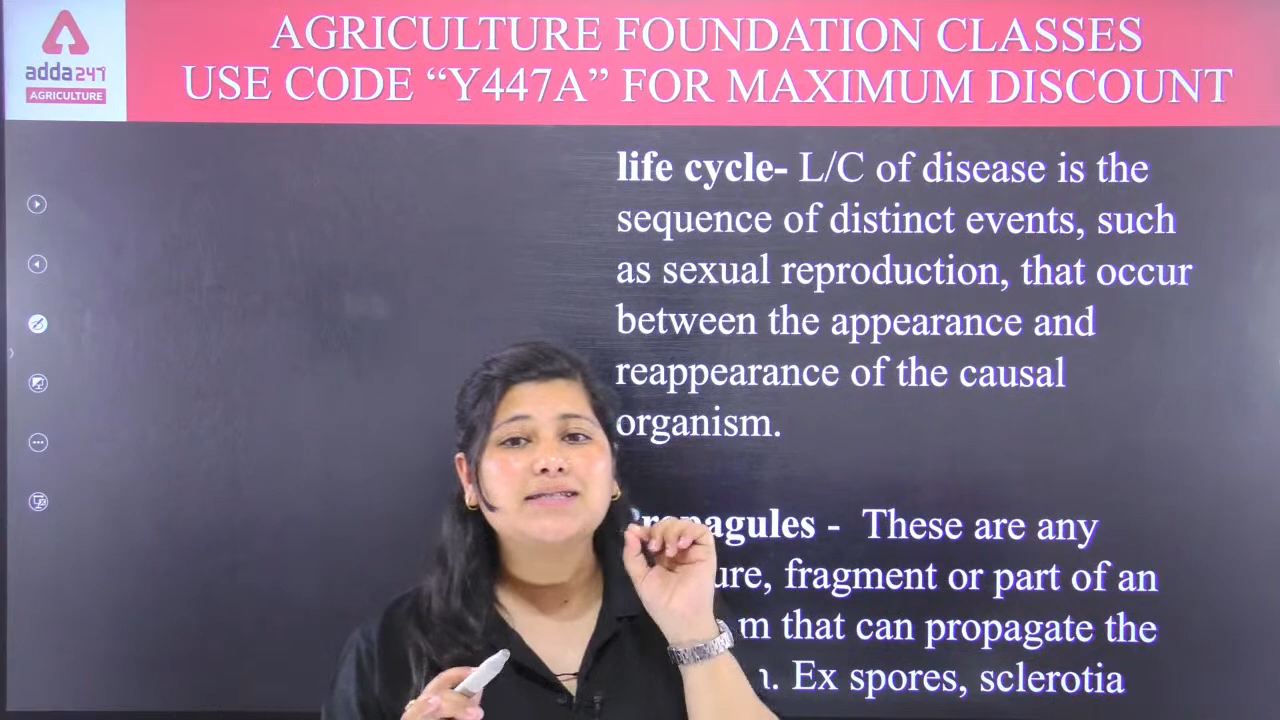 AGRICULTURE FOUNDATION CLASSES
USE CODE “Y447A” FOR MAXIMUM DISCOUNT
adda247
AGRICULTURE
life cycle- L/C of disease is the
sequence of distinct events, such
as sexual reproduction, that occur
between the appearance and
reappearance of the causal
organism.
- These are any
fragment or part of an
that can propagate the
Ex spores, sclerotia